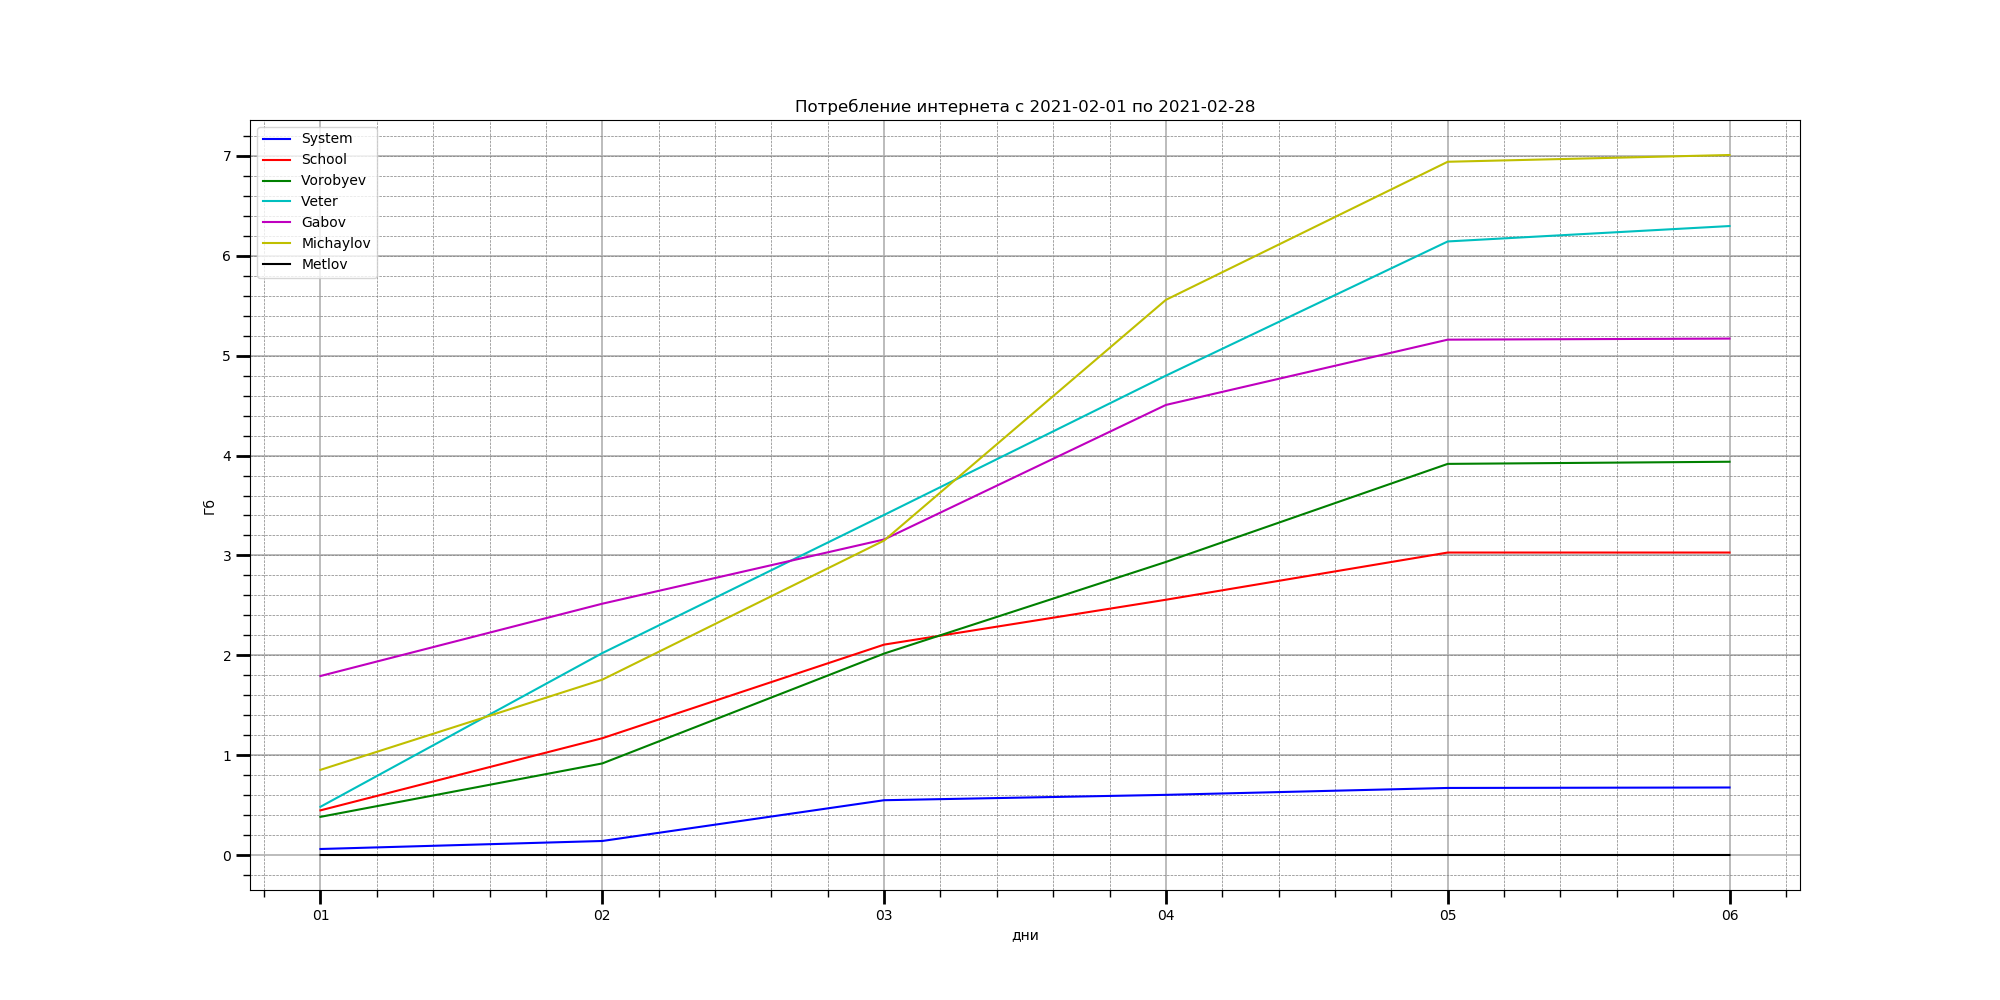 Потребление интернета с 2021-02-01 по 2021-02-28
System
School
Vorobyev
Veter
Gabov
Michaylov
Metlov
7
6
5
4
3
2
1
0
Гб
01 02 03 04 05 06
дни